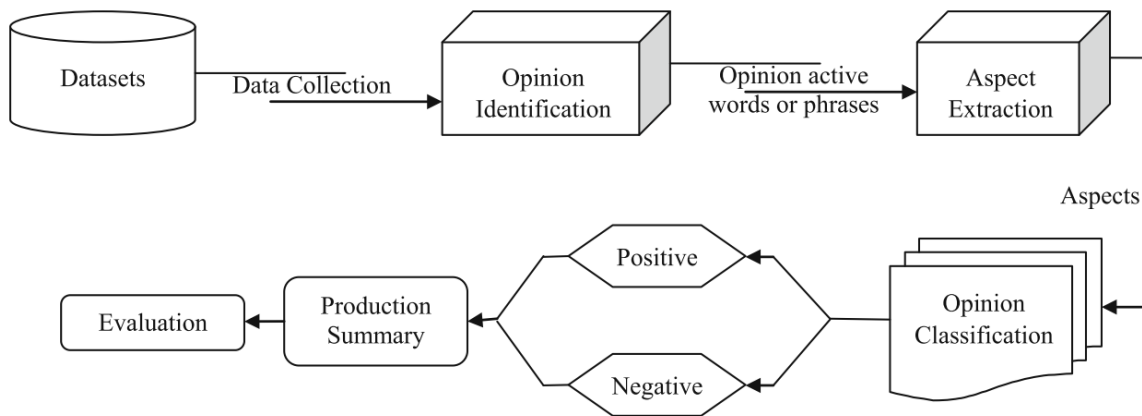 Datasets
Data Collection
Opinion
Identification
Opinion active
words or phrases
Aspect
Extraction
Aspects
Opinion
Classification
Positive
Negative
Production
Summary
Evaluation